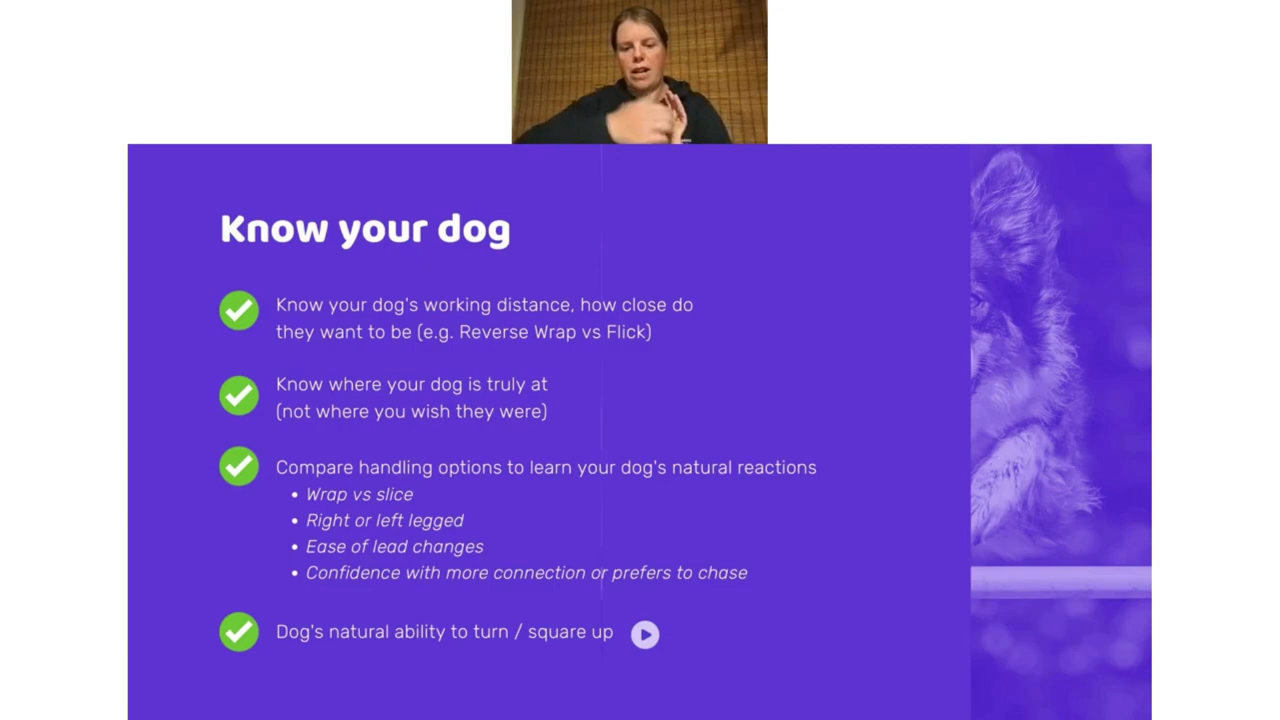 Know your dog
Know your dog's working distance, how close do
they want to be (e.g. Reverse Wrap vs Flick)
Know where your dog is truly at
(not where you wish they were)
Compare handling options to learn your dog's natural reactions
• Wrap vs slice
• Right or left legged
• Ease of lead changes
• Confidence with more connection or prefers to chase
Dog's natural ability to turn / square up